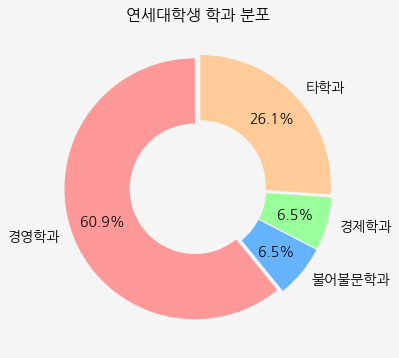 연세대학생 학과 분포
타학과
26.1%
경제학과
6.5%
불어불문학과
6.5%
경영학과
60.9%